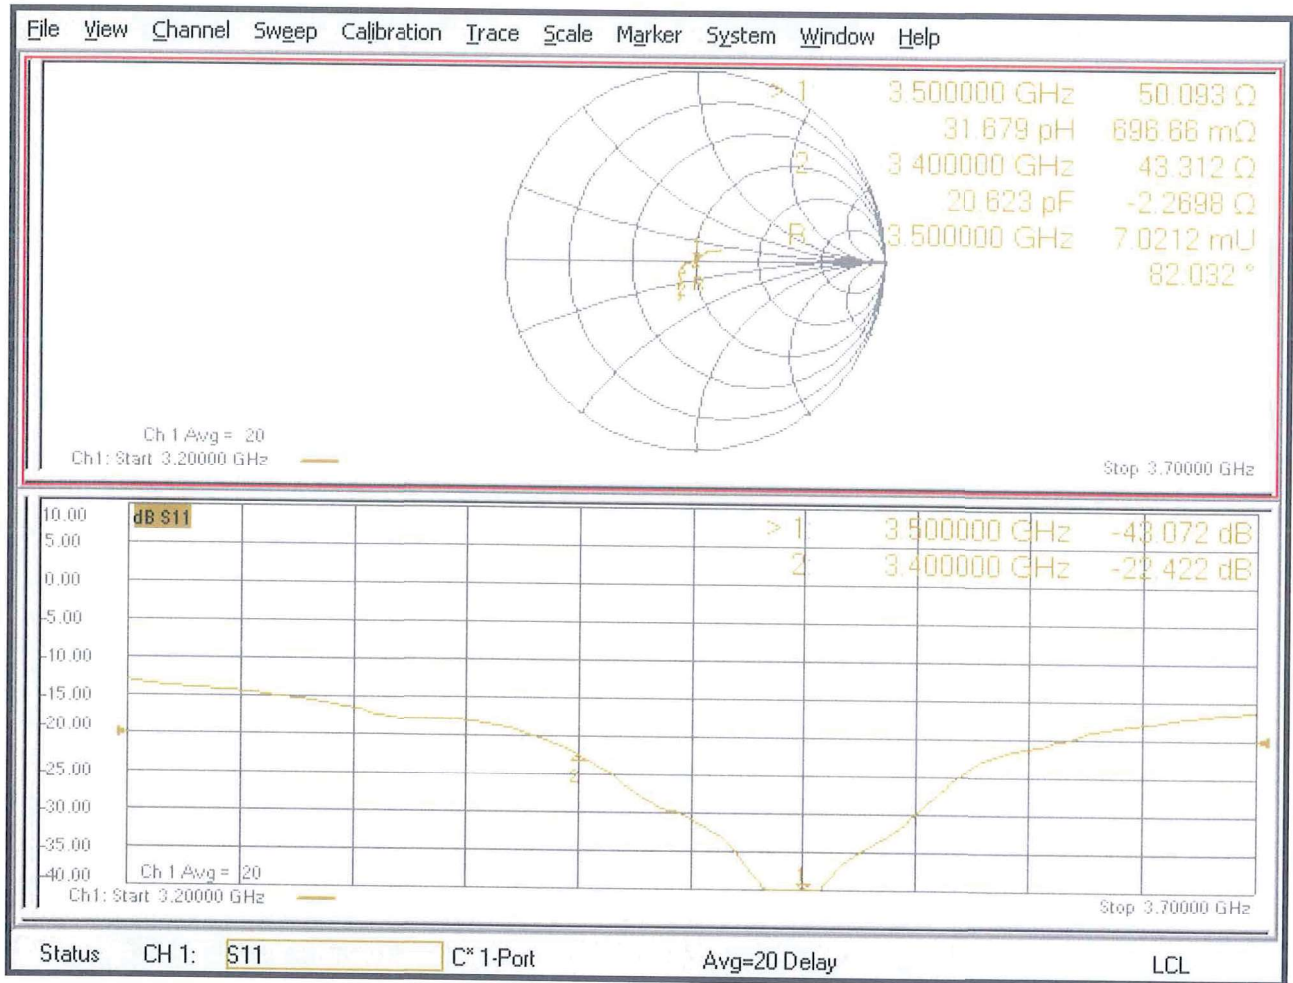 File View Channel Sweep Calibration Trace Scale Marker System Window Help
> 1 3.500000 GHz 50.093 Ω
31.679 pH 696.66 mΩ
2 3.400000 GHz 43.312 Ω
20.623 pF -2.2698 Ω
R 3.500000 GHz 7.0212 mU
82.032 °
1
2
R
Ch 1 Avg = 20
Ch1: Start 3.20000 GHz
Stop 3.70000 GHz
dB S11
> 1: 3.500000 GHz -43.072 dB
2: 3.400000 GHz -22.422 dB
10.00
5.00
0.00
-5.00
-10.00
-15.00
-20.00
-25.00
-30.00
-35.00
-40.00
2
1
Ch 1 Avg = 20
Ch1: Start 3.20000 GHz
Stop 3.70000 GHz
Status CH 1: S11 C* 1-Port Avg=20 Delay LCL